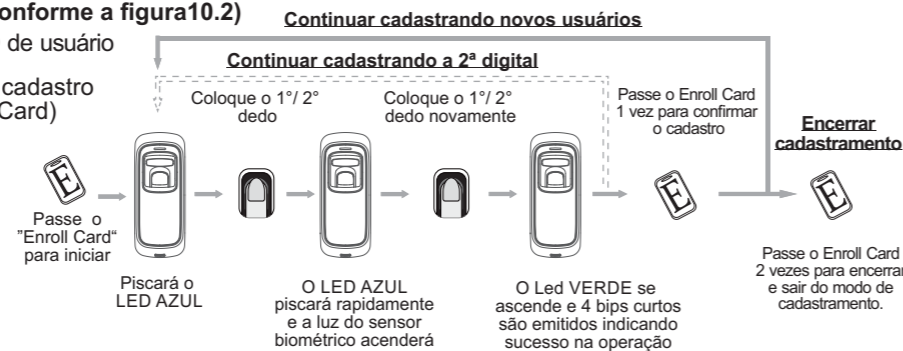 onforme a figura10.2)
de usuário
cadastro
Card)
Continuar cadastrando novos usuários
Continuar cadastrando a 2ª digital
Coloque o 1°/ 2°
dedo
Coloque o 1°/ 2°
dedo novamente
Passe o Enroll Card
1 vez para confirmar
o cadastro
Encerrar
cadastramento
E
E
E
Passe o
"Enroll Card"
para iniciar
Piscará o
LED AZUL
O LED AZUL
piscará rapidamente
e a luz do sensor
biométrico acenderá
O Led VERDE se
ascende e 4 bips curtos
são emitidos indicando
sucesso na operação
Passe o Enroll Card
2 vezes para encerrar
e sair do modo de
cadastramento.